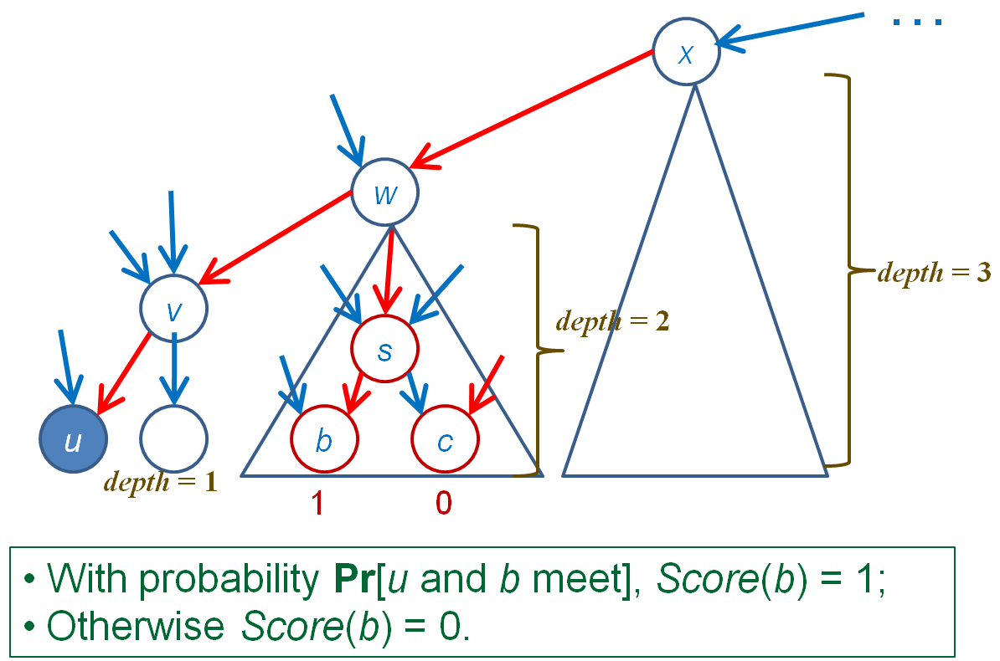 . . .
x
w
v
s
depth = 3
depth = 2
u
b
c
depth = 1
1
0
• With probability Pr[u and b meet], Score(b) = 1;
• Otherwise Score(b) = 0.